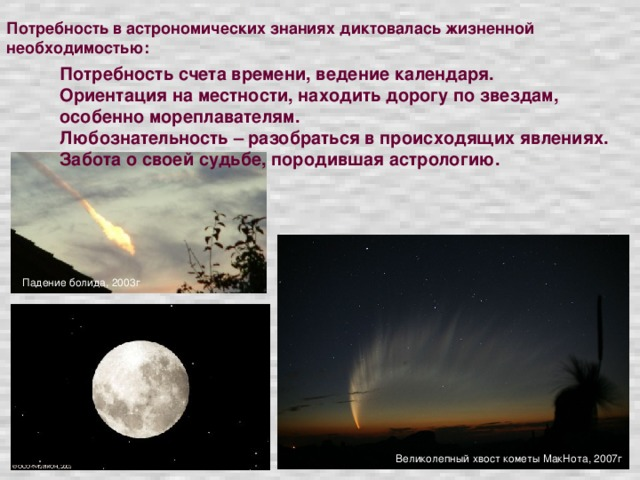 Потребность в астрономических знаниях диктовалась жизненной
необходимостью:
Потребность счета времени, ведение календаря.
Ориентация на местности, находить дорогу по звездам,
особенно мореплавателям.
Любознательность – разобраться в происходящих явлениях.
Забота о своей судьбе, породившая астрологию.
Падение болида, 2003г
Великолепный хвост кометы МакНота, 2007г